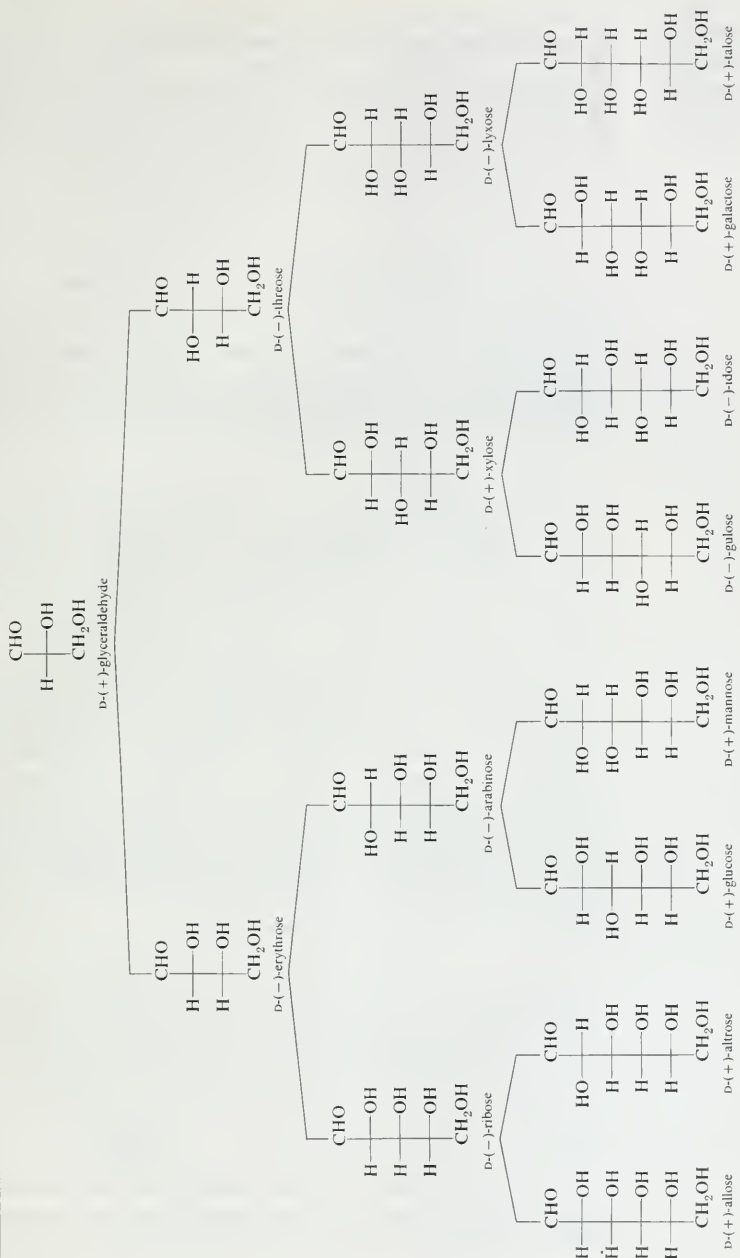 CHO
H—OH
CH₂OH
D-(+)-glyceraldehyde
CHO
H—OH
H—OH
CH₂OH
D-(−)-erythrose
CHO
HO—H
H—OH
CH₂OH
D-(−)-threose
CHO
H—OH
H—OH
H—OH
CH₂OH
D-(−)-ribose
CHO
HO—H
H—OH
H—OH
CH₂OH
D-(−)-arabinose
CHO
H—OH
HO—H
H—OH
CH₂OH
D-(+)-xylose
CHO
HO—H
HO—H
H—OH
CH₂OH
D-(−)-lyxose
CHO
H—OH
H—OH
H—OH
H—OH
CH₂OH
D-(+)-allose
CHO
HO—H
H—OH
H—OH
H—OH
CH₂OH
D-(+)-altrose
CHO
H—OH
HO—H
H—OH
H—OH
CH₂OH
D-(+)-glucose
CHO
HO—H
HO—H
H—OH
H—OH
CH₂OH
D-(+)-mannose
CHO
H—OH
H—OH
HO—H
H—OH
CH₂OH
D-(−)-gulose
CHO
HO—H
H—OH
HO—H
H—OH
CH₂OH
D-(−)-idose
CHO
H—OH
HO—H
HO—H
H—OH
CH₂OH
D-(+)-galactose
CHO
HO—H
HO—H
HO—H
H—OH
CH₂OH
D-(+)-talose